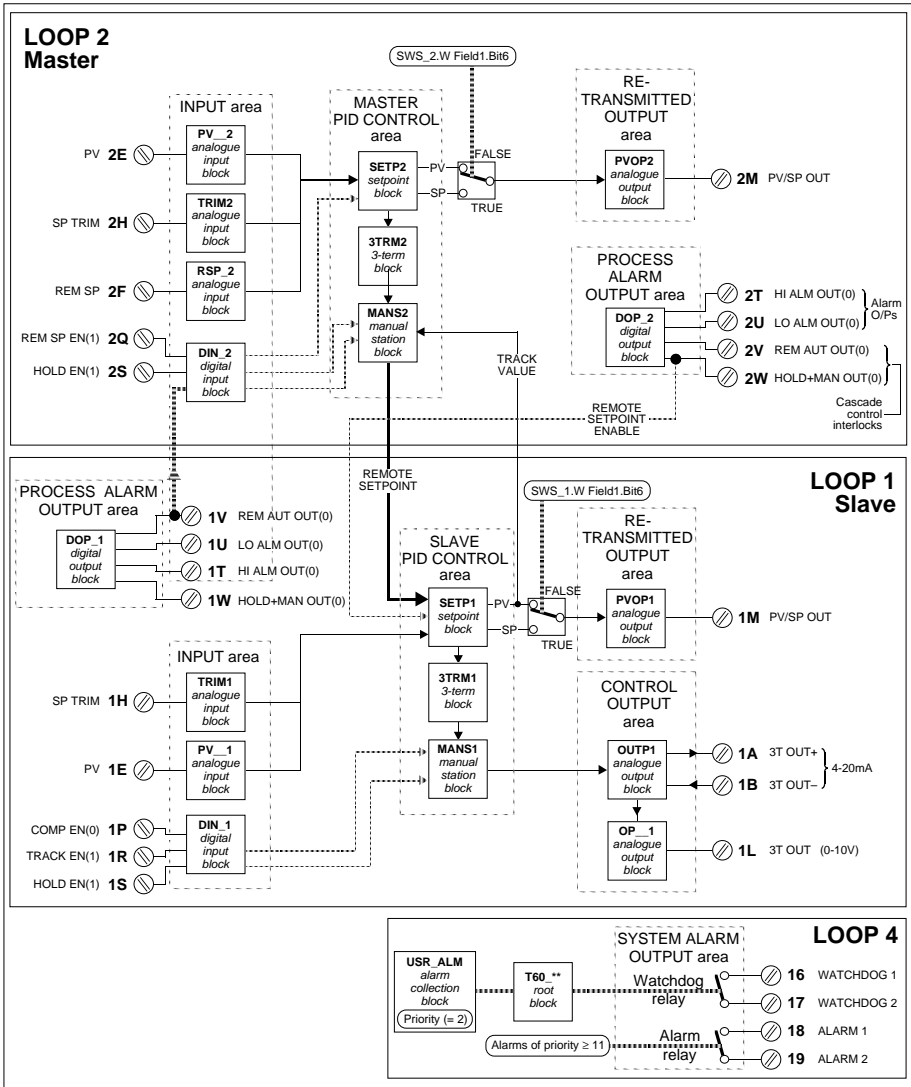 LOOP 2
Master
SWS_2.W Field1.Bit6
INPUT area
MASTER
PID CONTROL
area
RE-
TRANSMITTED
OUTPUT
area
PV 2E
PV__2
analogue
input
block
SETP2
setpoint
block
PV
SP
FALSE
TRUE
PVOP2
analogue
output
block
2M PV/SP OUT
SP TRIM 2H
TRIM2
analogue
input
block
3TRM2
3-term
block
REM SP 2F
RSP_2
analogue
input
block
PROCESS
ALARM
OUTPUT area
MANS2
manual
station
block
DOP_2
digital
output
block
2T HI ALM OUT(0)
2U LO ALM OUT(0)
Alarm
O/Ps
2V REM AUT OUT(0)
2W HOLD+MAN OUT(0)
Cascade
control
interlocks
REM SP EN(1) 2Q
HOLD EN(1) 2S
DIN_2
digital
input
block
TRACK
VALUE
REMOTE
SETPOINT
ENABLE
REMOTE
SETPOINT
LOOP 1
Slave
SWS_1.W Field1.Bit6
PROCESS ALARM
OUTPUT area
DOP_1
digital
output
block
1V REM AUT OUT(0)
1U LO ALM OUT(0)
1T HI ALM OUT(0)
1W HOLD+MAN OUT(0)
SLAVE
PID CONTROL
area
RE-
TRANSMITTED
OUTPUT
area
SETP1
setpoint
block
PV
SP
FALSE
TRUE
PVOP1
analogue
output
block
1M PV/SP OUT
INPUT area
SP TRIM 1H
TRIM1
analogue
input
block
3TRM1
3-term
block
CONTROL
OUTPUT
area
PV 1E
PV__1
analogue
input
block
MANS1
manual
station
block
OUTP1
analogue
output
block
1A 3T OUT+
1B 3T OUT–
4-20mA
COMP EN(0) 1P
TRACK EN(1) 1R
HOLD EN(1) 1S
DIN_1
digital
input
block
OP__1
analogue
output
block
1L 3T OUT (0-10V)
LOOP 4
SYSTEM ALARM
OUTPUT area
USR_ALM
alarm
collection
block
Priority (= 2)
T60_**
root
block
Watchdog
relay
16 WATCHDOG 1
17 WATCHDOG 2
Alarms of priority ≥ 11
Alarm
relay
18 ALARM 1
19 ALARM 2